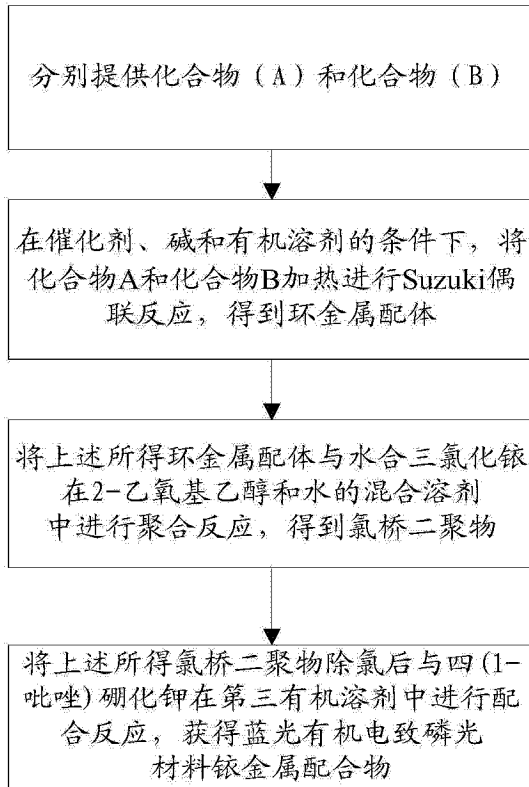 分别提供化合物(A)和化合物(B)
在催化剂、碱和有机溶剂的条件下，将
化合物A和化合物B加热进行Suzuki偶
联反应，得到环金属配体
将上述所得环金属配体与水合三氯化铱
在2-乙氧基乙醇和水的混合溶剂
中进行聚合反应，得到氯桥二聚物
将上述所得氯桥二聚物除氯后与四(1-
吡唑)硼化钾在第三有机溶剂中进行配
合反应，获得蓝光有机电致磷光
材料铱金属配合物